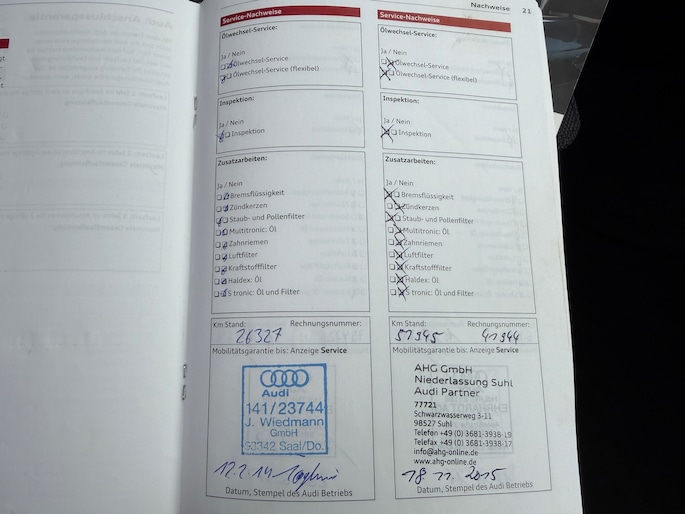 Nachweise 21
Service-Nachweise
Ölwechsel-Service:
Ja / Nein
Ölwechsel-Service
Ölwechsel-Service (flexibel)
Inspektion:
Ja / Nein
Inspektion
Zusatzarbeiten:
Ja / Nein
Bremsflüssigkeit
Zündkerzen
Staub- und Pollenfilter
Multitronic: Öl
Zahnriemen
Luftfilter
Kraftstofffilter
Haldex: Öl
S tronic: Öl und Filter
Km Stand: Rechnungsnummer:
26327
Mobilitätsgarantie bis: Anzeige Service
Audi
141/23744
J. Wiedmann
GmbH
93342 Saal/Do.
12.2.14
Datum, Stempel des Audi Betriebs
Service-Nachweise
Ölwechsel-Service:
Ja / Nein
Ölwechsel-Service
Ölwechsel-Service (flexibel)
Inspektion:
Ja / Nein
Inspektion
Zusatzarbeiten:
Ja / Nein
Bremsflüssigkeit
Zündkerzen
Staub- und Pollenfilter
Multitronic: Öl
Zahnriemen
Luftfilter
Kraftstofffilter
Haldex: Öl
S tronic: Öl und Filter
Km Stand: Rechnungsnummer:
51945 41944
Mobilitätsgarantie bis: Anzeige Service
AHG GmbH
Niederlassung Suhl
Audi Partner
77721
Schwarzwasserweg 3-11
98527 Suhl
Telefon +49 (0) 3681-3938-19
Telefax +49 (0) 3681-3938-17
info@ahg-online.de
www.ahg-online.de
18.11.2015
Datum, Stempel des Audi Betriebs